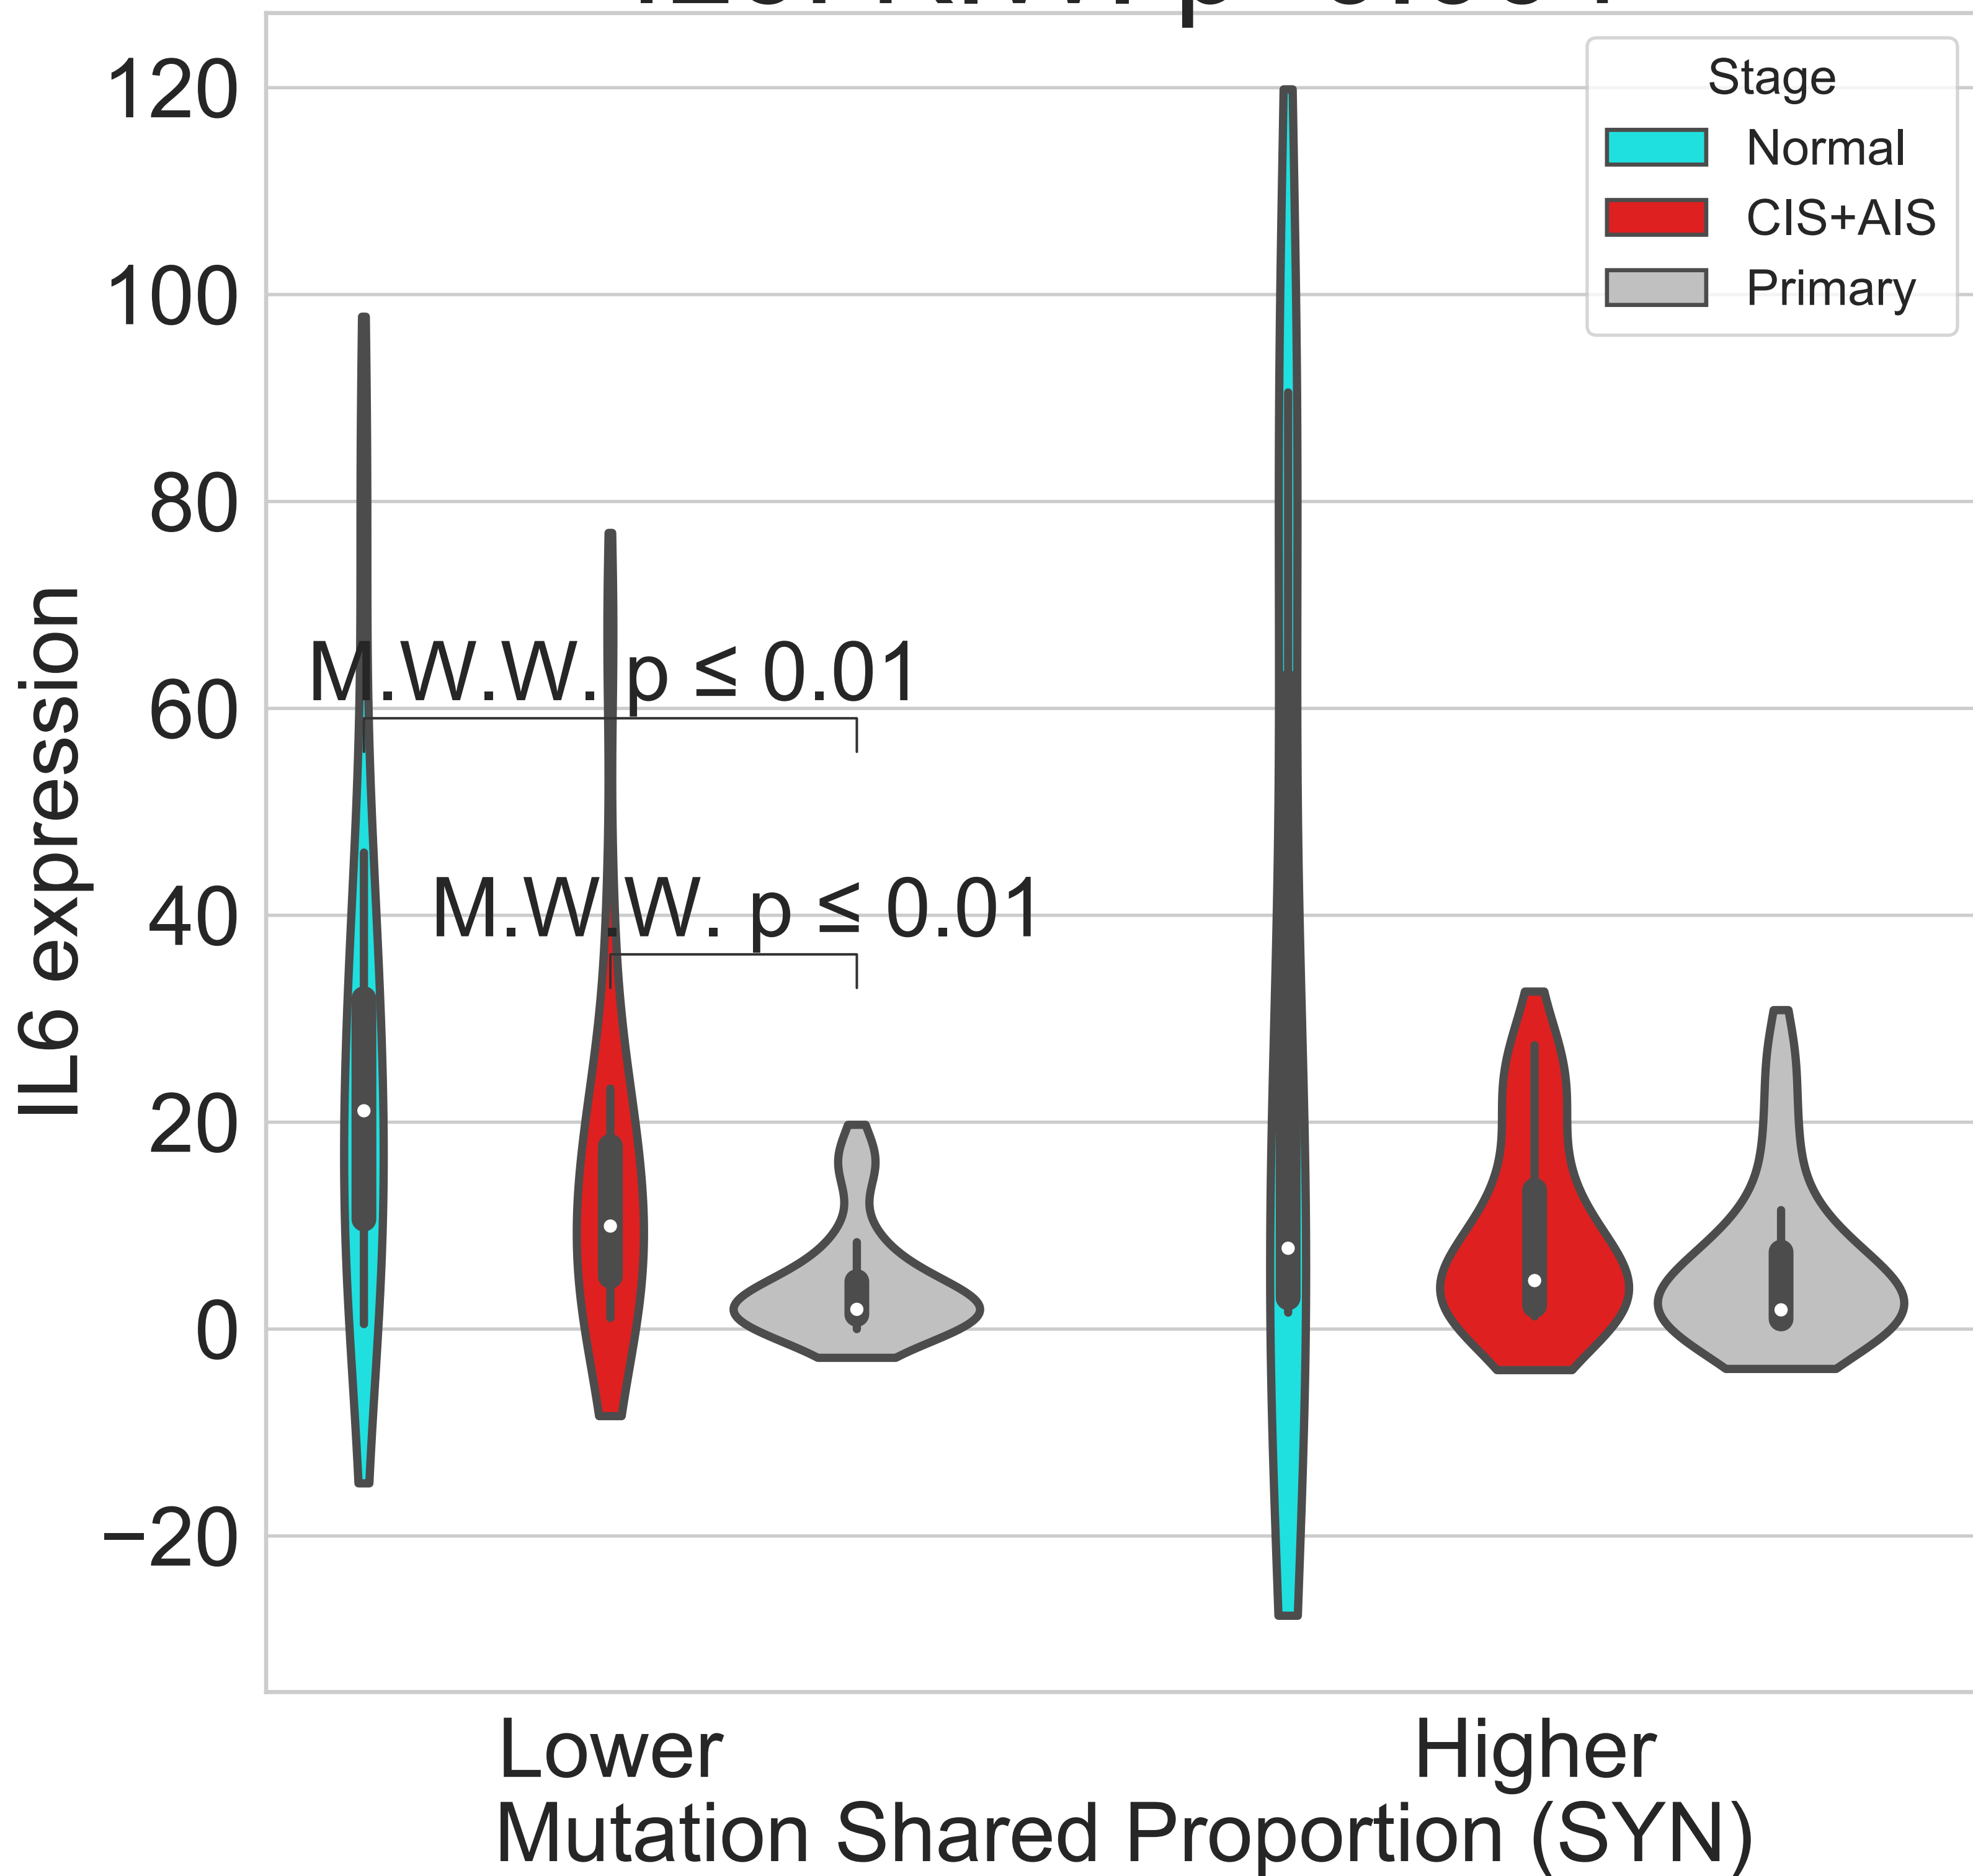 Stage
Normal
CIS+AIS
Primary
120
100
80
60
40
20
0
−20
IL6 expression
M.W.W. p ≤ 0.01
M.W.W. p ≤ 0.01
Lower
Higher
Mutation Shared Proportion (SYN)